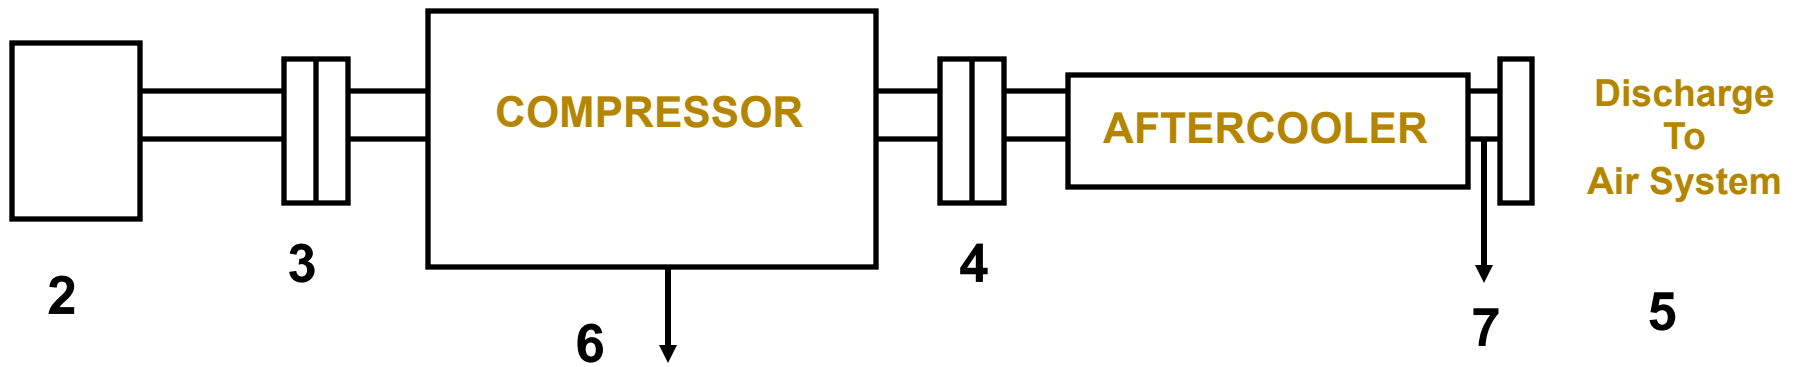 COMPRESSOR
AFTERCOOLER
Discharge
To
Air System
2
3
6
4
7
5